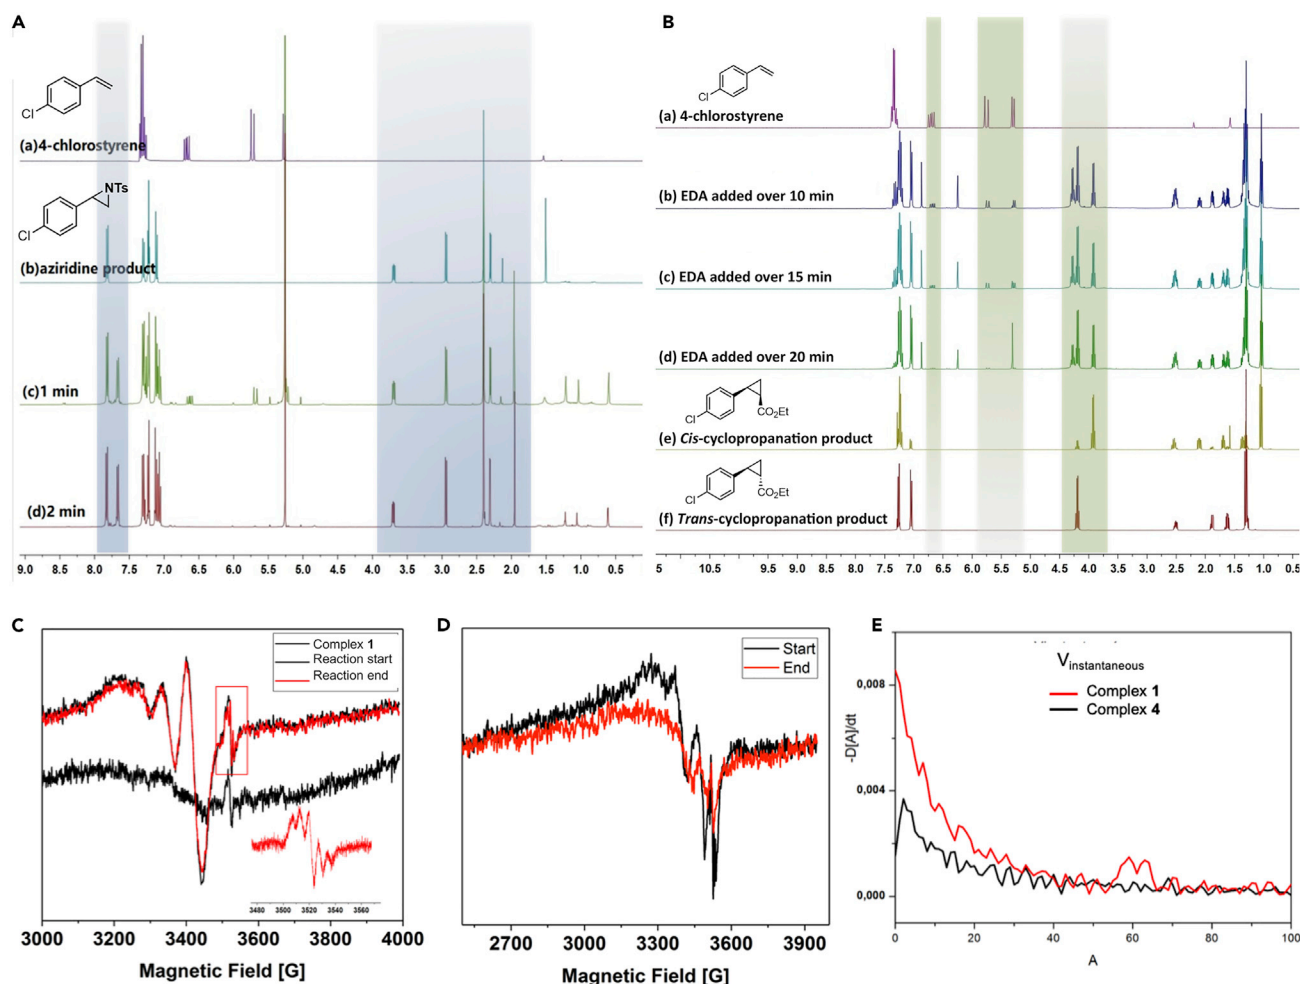 A
Cl
(a)4-chlorostyrene
NTs
Cl
(b)aziridine product
(c)1 min
(d)2 min
9.0 8.5 8.0 7.5 7.0 6.5 6.0 5.5 5.0 4.5 4.0 3.5 3.0 2.5 2.0 1.5 1.0 0.5
B
Cl
(a) 4-chlorostyrene
(b) EDA added over 10 min
(c) EDA added over 15 min
(d) EDA added over 20 min
Cl
CO2Et
(e) Cis-cyclopropanation product
Cl
CO2Et
(f) Trans-cyclopropanation product
5 10.5 9.5 9.0 8.5 8.0 7.5 7.0 6.5 6.0 5.5 5.0 4.5 4.0 3.5 3.0 2.5 2.0 1.5 1.0 0.5
C
Complex 1
Reaction start
Reaction end
3480 3500 3520 3540 3560
3000 3200 3400 3600 3800 4000
Magnetic Field [G]
D
Start
End
2700 3000 3300 3600 3900
Magnetic Field [G]
E
Vinstantaneous
Complex 1
Complex 4
-D[A]/dt
0,008
0,004
0,000
0 20 40 60 80 100
A